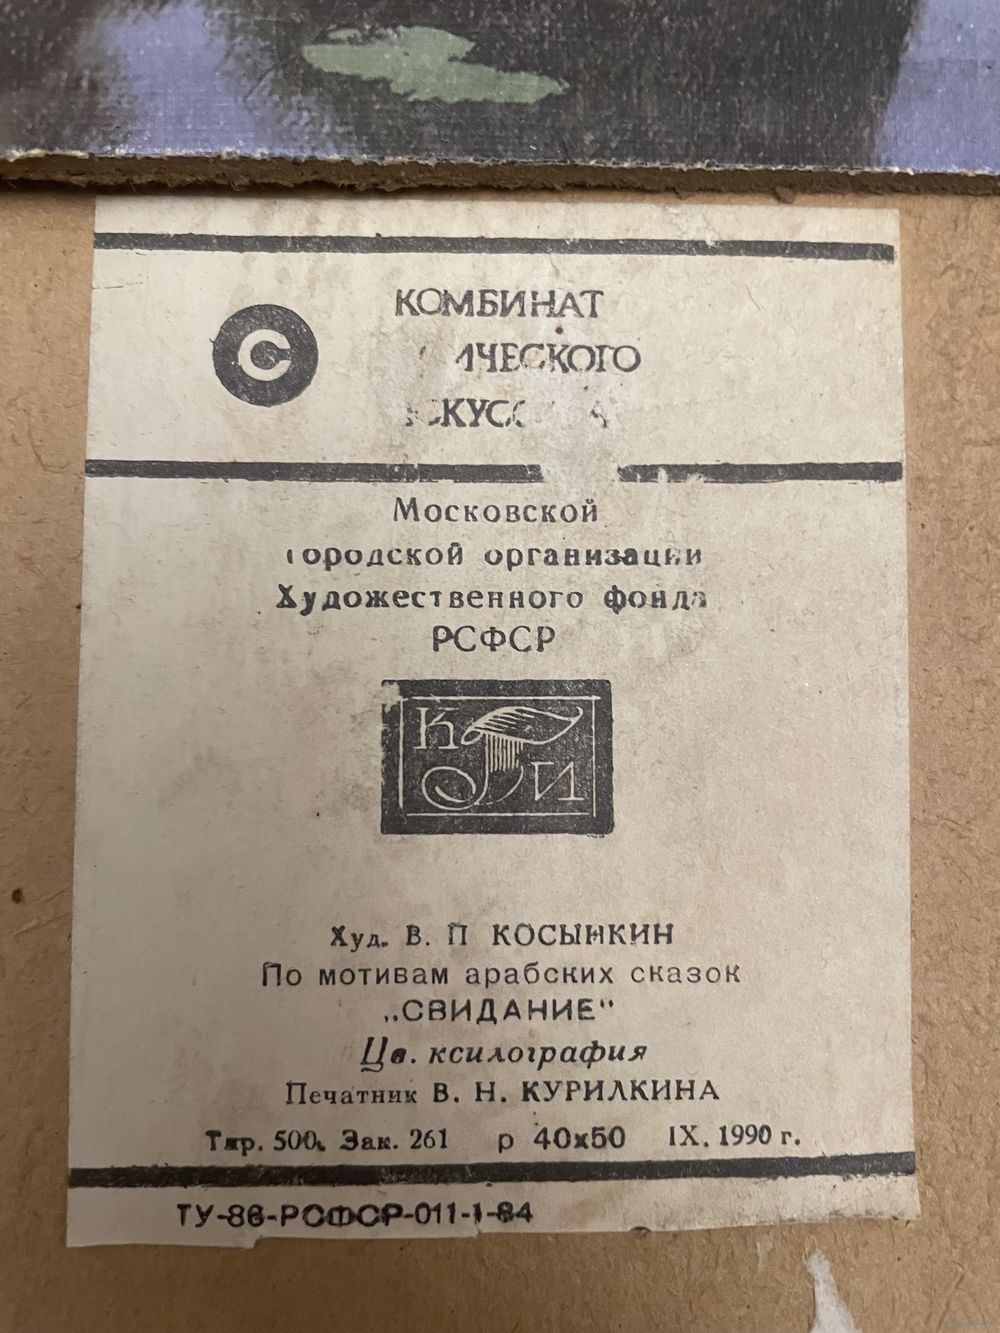 С
КОМБИНАТ
Московской
городской организации
Художественного фонда
РСФСР
К Г И
Худ. В. П КОСЫНКИН
По мотивам арабских сказок
„СВИДАНИЕ"
Цв. ксилография
Печатник В. Н. КУРИЛКИНА
Тир. 500. Зак. 261 р 40х50 IX. 1990 г.
ТУ-86-РСФСР-011-1-84